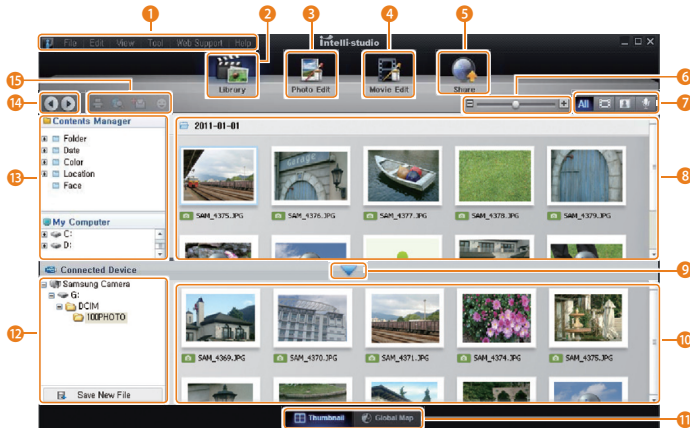 1
2
3
4
5
File Edit View Tool Web Support Help
Intelli-studio
Library
Photo Edit
Movie Edit
Share
6
15
14
All
7
Contents Manager
Folder
Date
Color
Location
Face
13
2011-01-01
SAM_4375.JPG
SAM_4376.JPG
SAM_4377.JPG
SAM_4378.JPG
SAM_4379.JPG
8
My Computer
C:
D:
Connected Device
9
Samsung Camera
G:
DCIM
100PHOTO
12
SAM_4369.JPG
SAM_4370.JPG
SAM_4371.JPG
SAM_4374.JPG
SAM_4375.JPG
10
Save New File
Thumbnail
Global Map
11